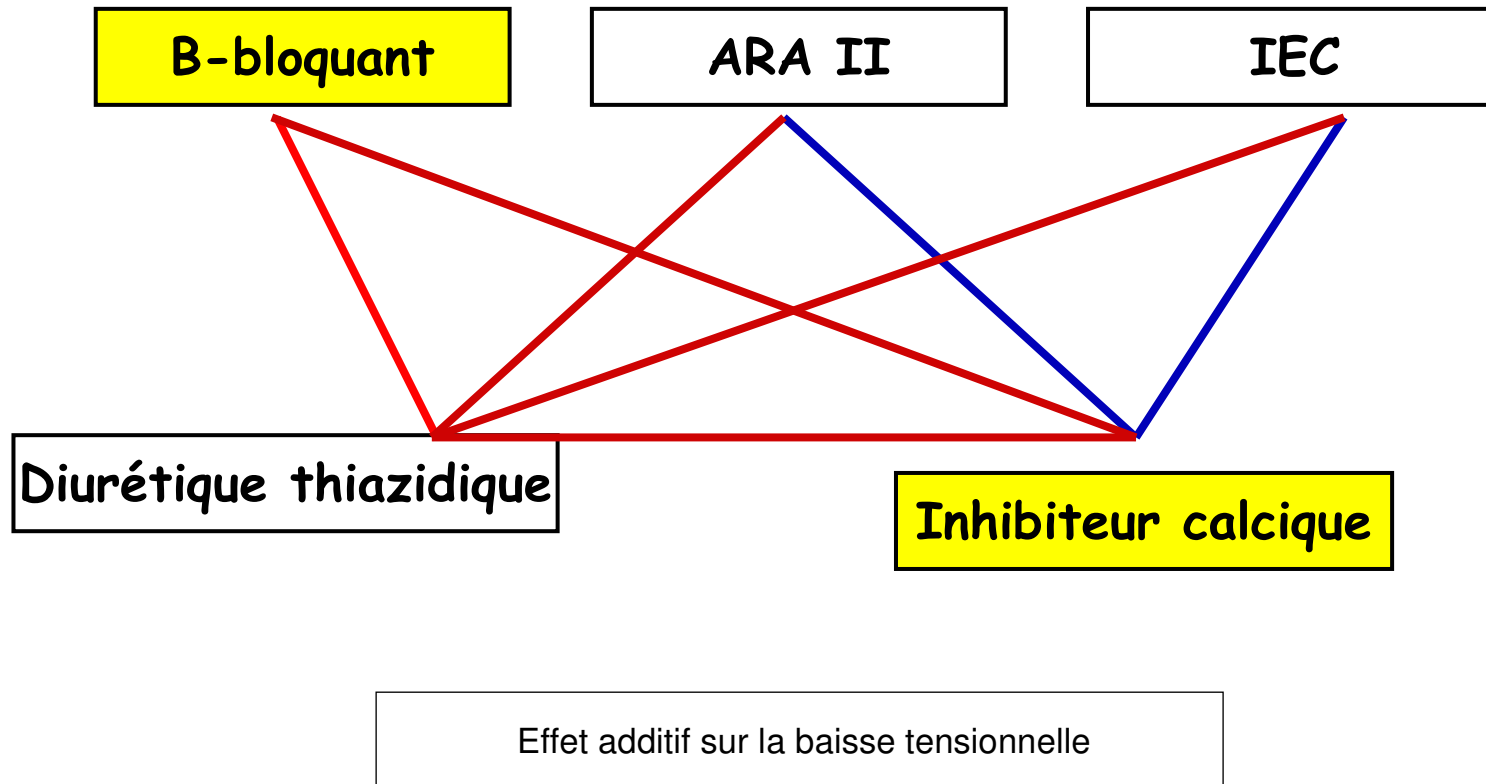 B-bloquant
ARA II
IEC
Diurétique thiazidique
Inhibiteur calcique
Effet additif sur la baisse tensionnelle